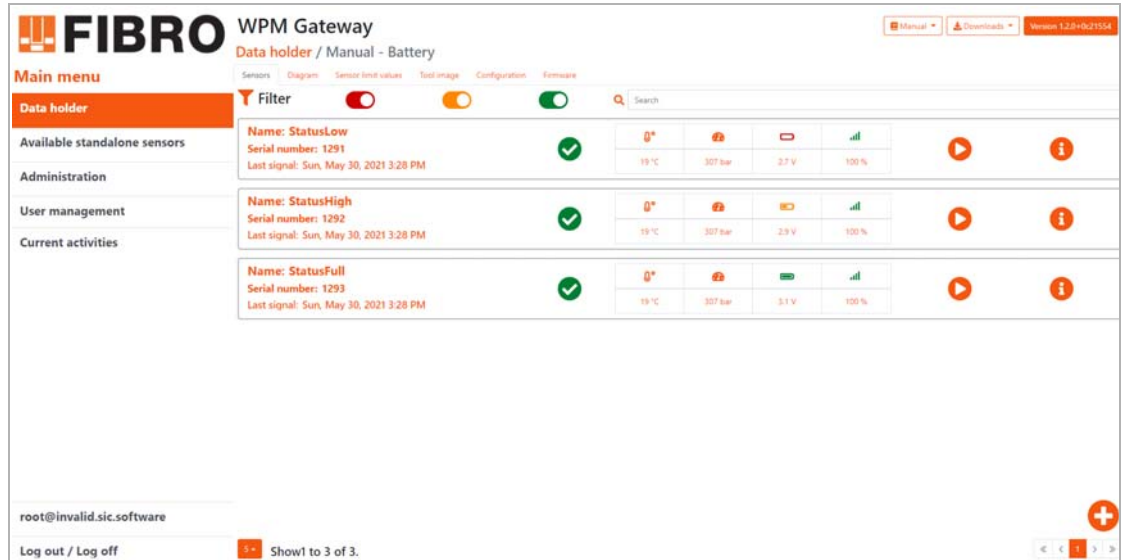 FIBRO
WPM Gateway
Manual
Downloads
Version 1.2.0+0c21554
Data holder / Manual - Battery
Main menu
Sensors Diagram Sensor limit values Tool image Configuration Firmware
Filter
Search
Data holder
Available standalone sensors
Administration
User management
Current activities
Name: StatusLow
Serial number: 1291
Last signal: Sun, May 30, 2021 3:28 PM
19 °C 307 bar 2.7 V 100 %
Name: StatusHigh
Serial number: 1292
Last signal: Sun, May 30, 2021 3:28 PM
19 °C 307 bar 2.9 V 100 %
Name: StatusFull
Serial number: 1293
Last signal: Sun, May 30, 2021 3:28 PM
19 °C 307 bar 3.1 V 100 %
root@invalid.sic.software
Log out / Log off
5
Show1 to 3 of 3.
« ‹ 1 › »